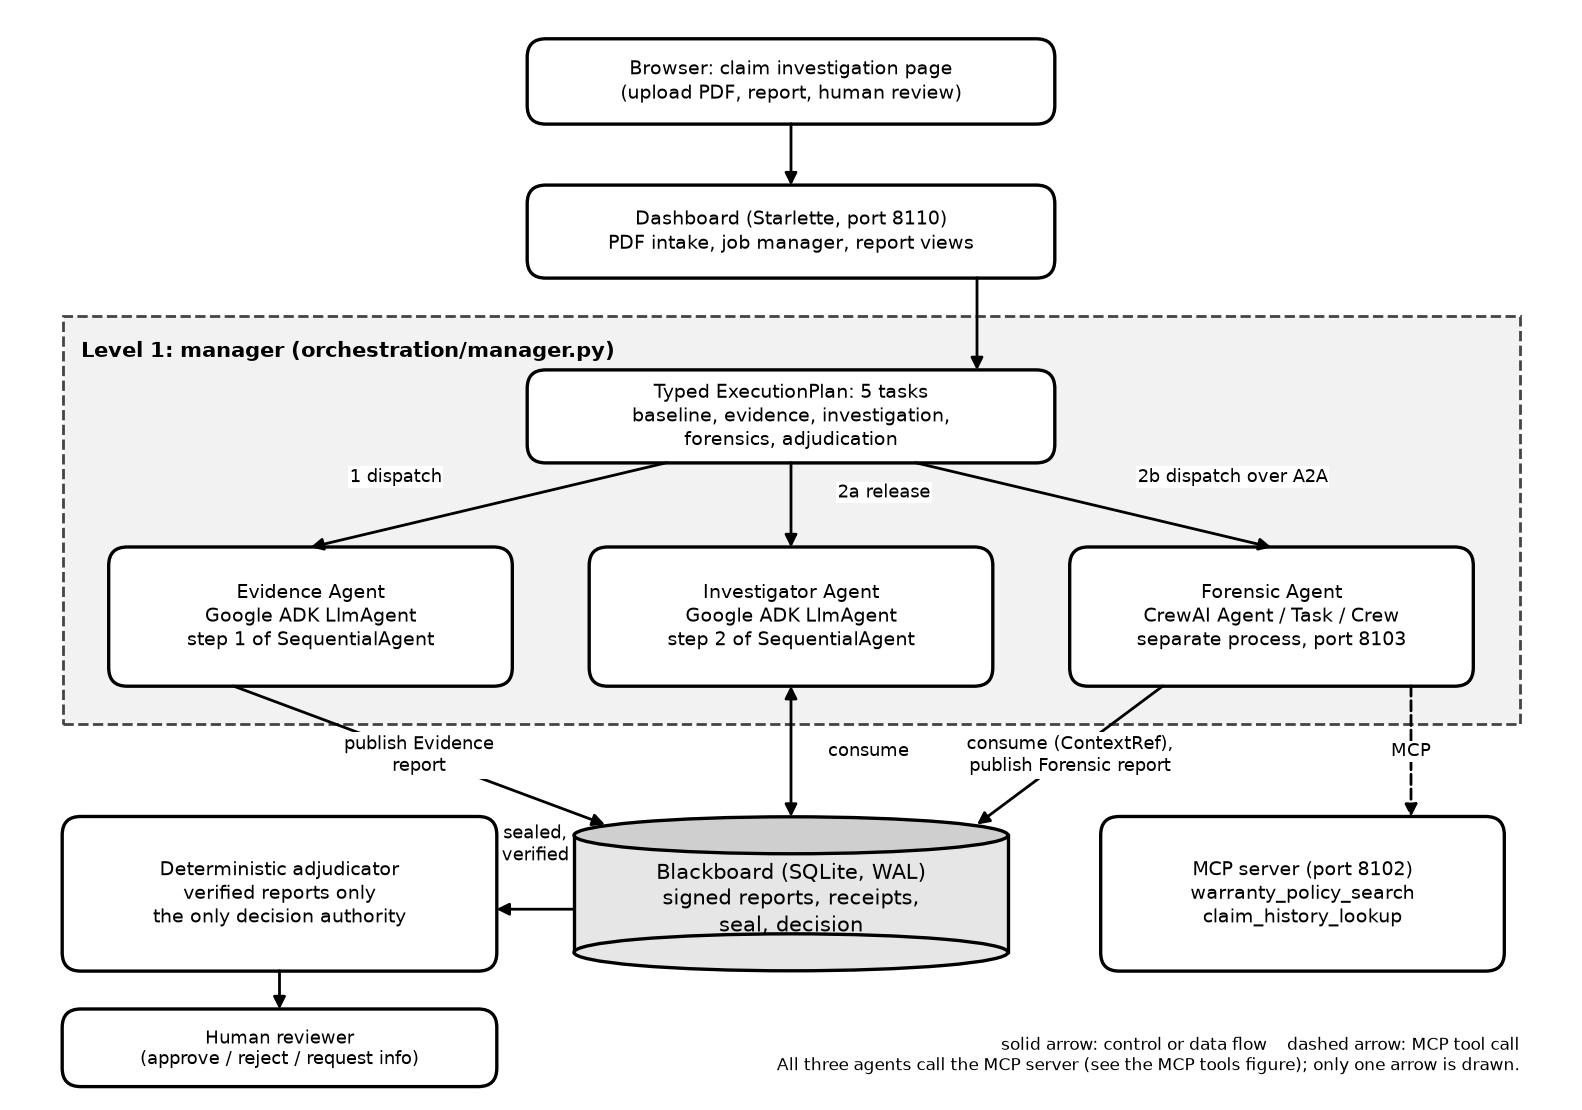 Browser: claim investigation page
(upload PDF, report, human review)
Dashboard (Starlette, port 8110)
PDF intake, job manager, report views
Level 1: manager (orchestration/manager.py)
Typed ExecutionPlan: 5 tasks
baseline, evidence, investigation,
forensics, adjudication
1 dispatch
2a release
2b dispatch over A2A
Evidence Agent
Google ADK LlmAgent
step 1 of SequentialAgent
Investigator Agent
Google ADK LlmAgent
step 2 of SequentialAgent
Forensic Agent
CrewAI Agent / Task / Crew
separate process, port 8103
publish Evidence
report
consume
consume (ContextRef),
publish Forensic report
MCP
Deterministic adjudicator
verified reports only
the only decision authority
sealed,
verified
Blackboard (SQLite, WAL)
signed reports, receipts,
seal, decision
MCP server (port 8102)
warranty_policy_search
claim_history_lookup
Human reviewer
(approve / reject / request info)
solid arrow: control or data flow    dashed arrow: MCP tool call
All three agents call the MCP server (see the MCP tools figure); only one arrow is drawn.